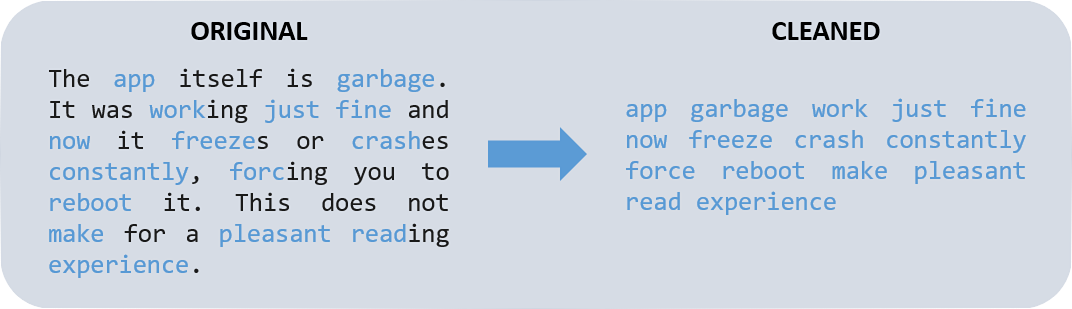 ORIGINAL
The app itself is garbage.
It was working just fine and
now it freezes or crashes
constantly, forcing you to
reboot it. This does not
make for a pleasant reading
experience.
CLEANED
app garbage work just fine
now freeze crash constantly
force reboot make pleasant
read experience